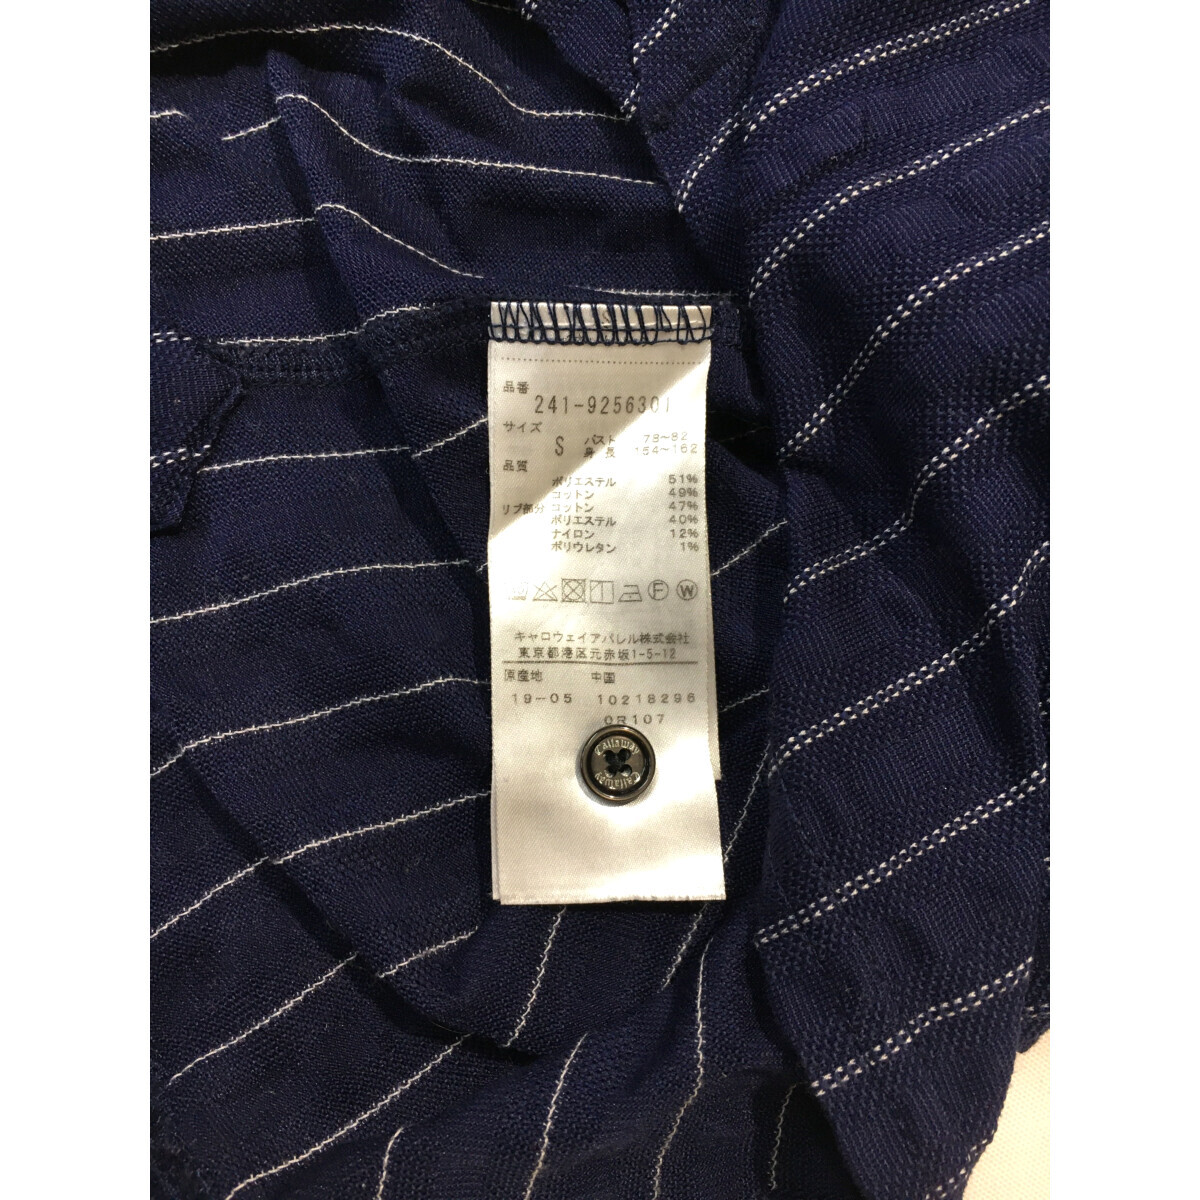 品番
241-9256301
サイズ
S バスト 78~82
身長 154~162
品質
ポリエステル 51%
コットン 49%
リブ部分 コットン 47%
ポリエステル 40%
ナイロン 12%
ポリウレタン 1%
F W
キャロウェイアパレル株式会社
東京都港区元赤坂1-5-12
原産地 中国
19-05 10218296
0R107
Callaway
Callaway